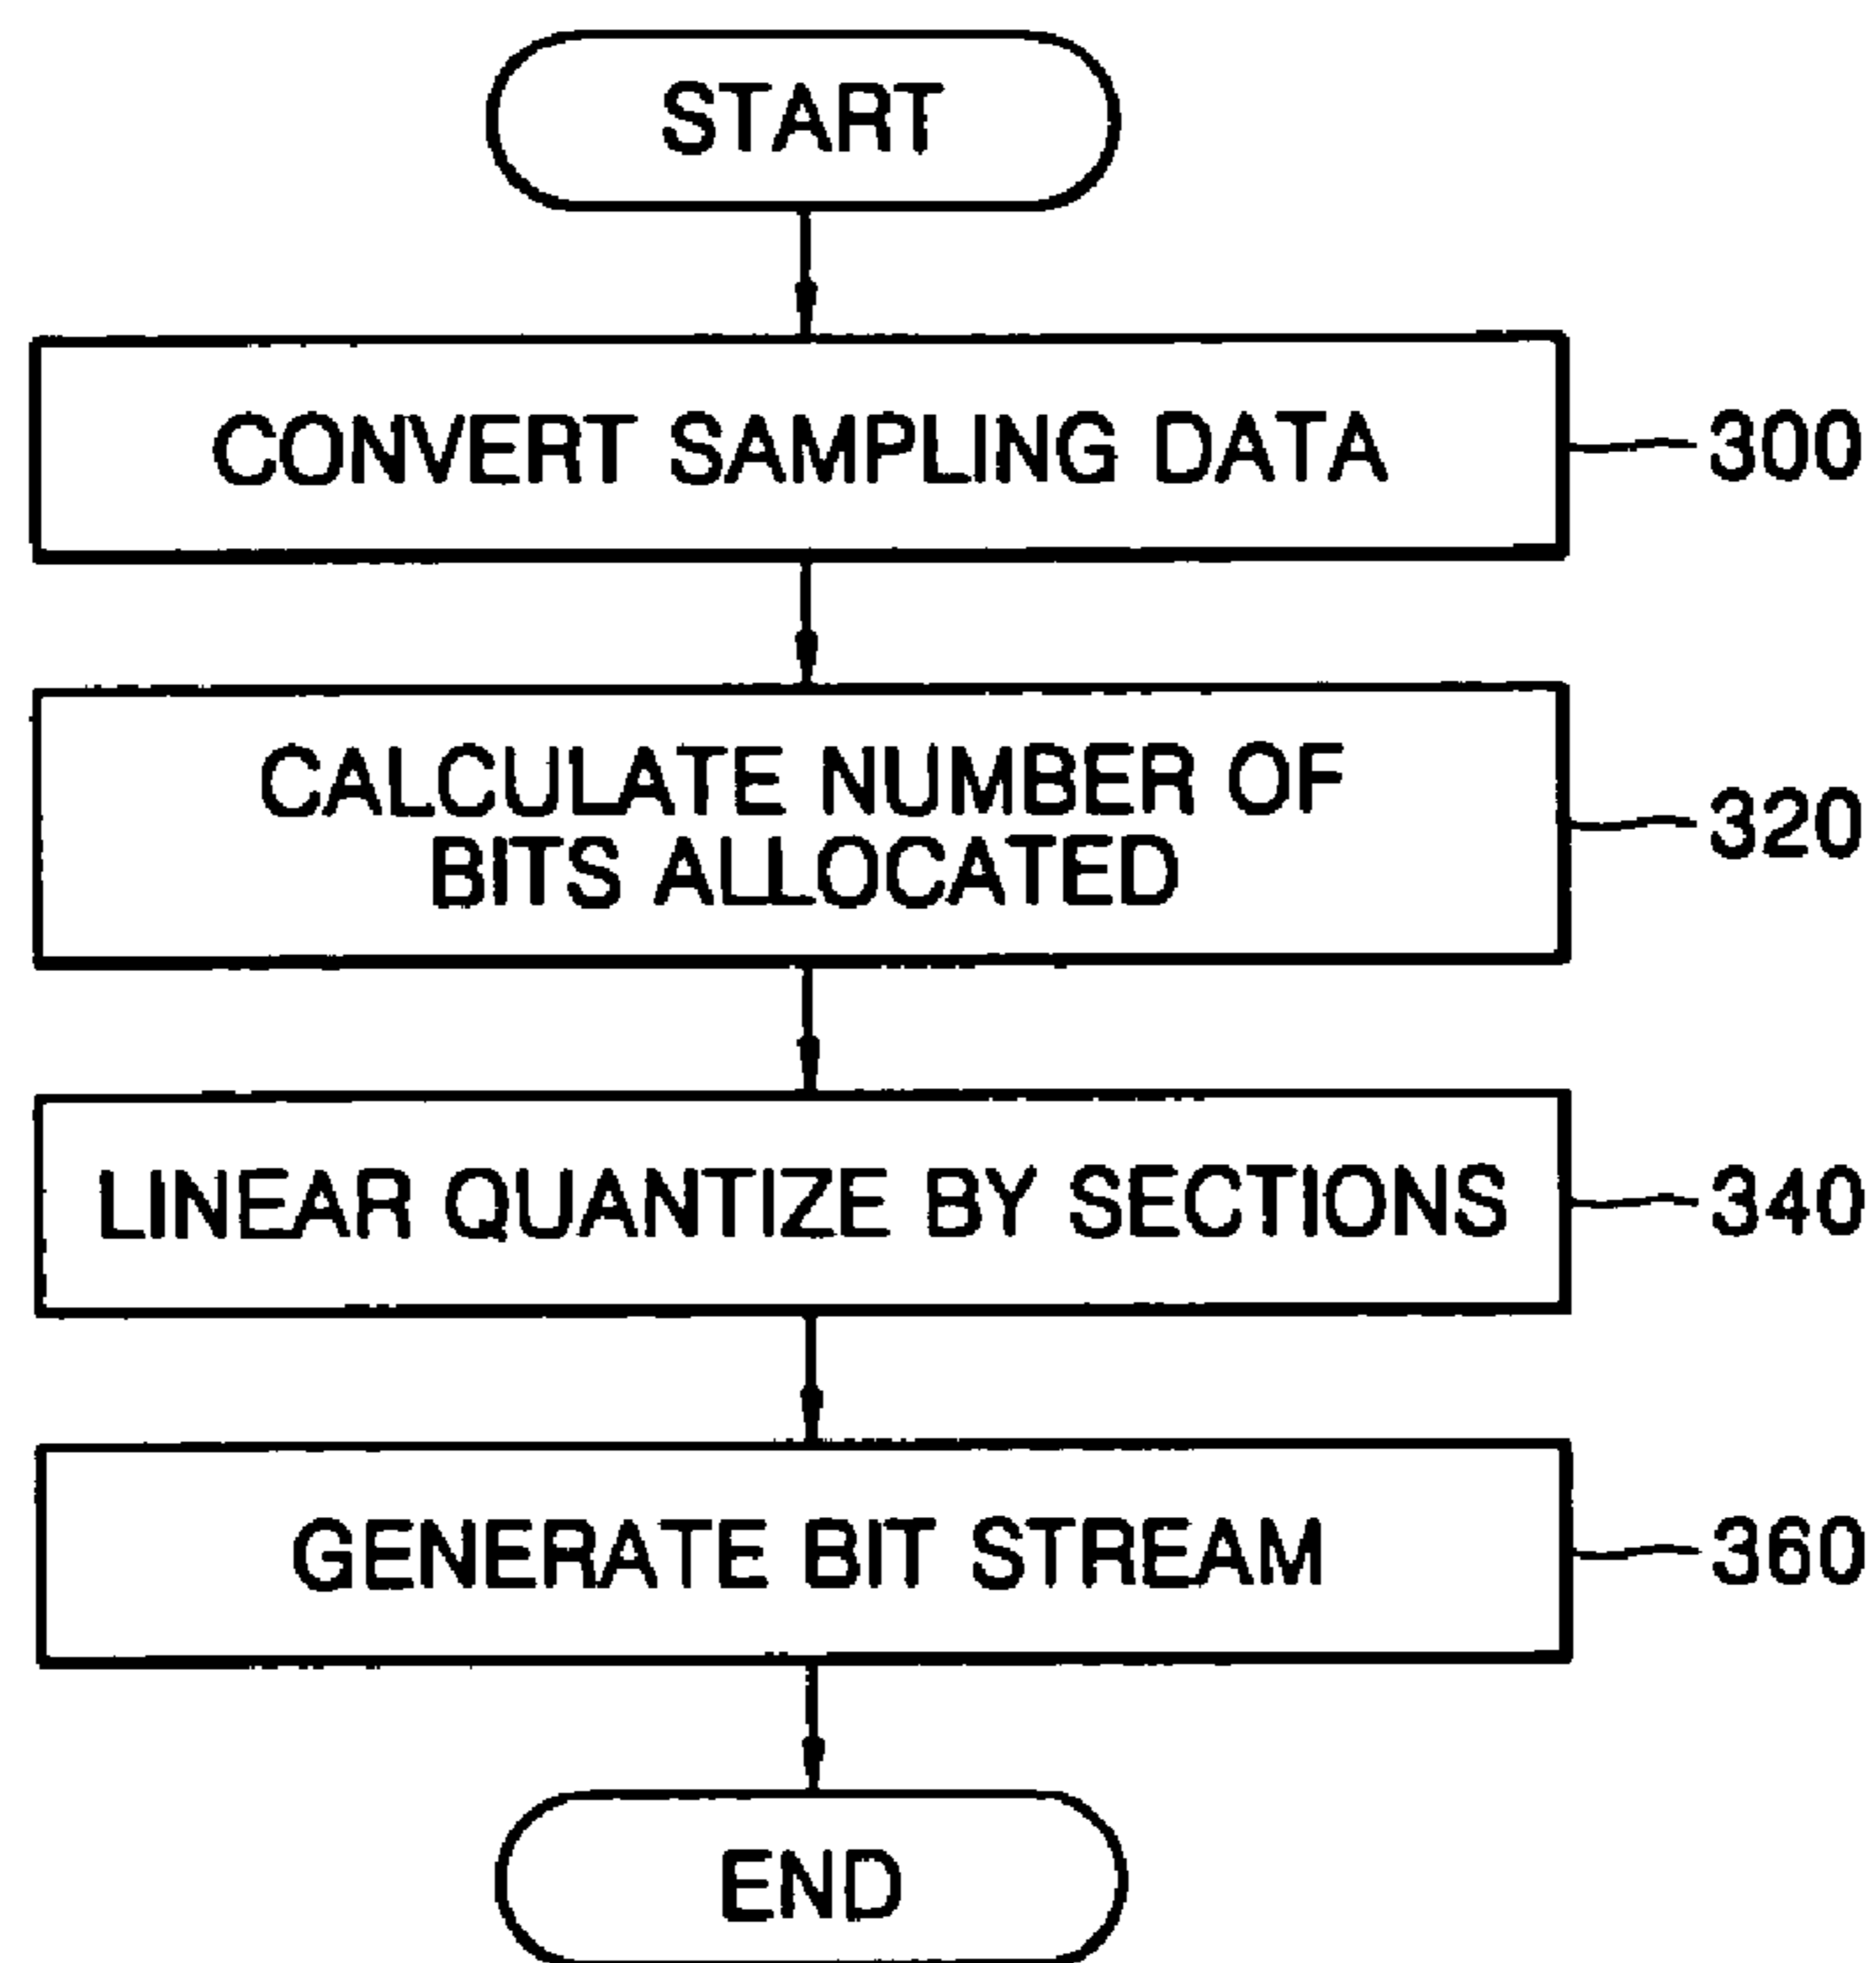 START
CONVERT SAMPLING DATA
300
CALCULATE NUMBER OF
BITS ALLOCATED
320
LINEAR QUANTIZE BY SECTIONS
340
GENERATE BIT STREAM
360
END